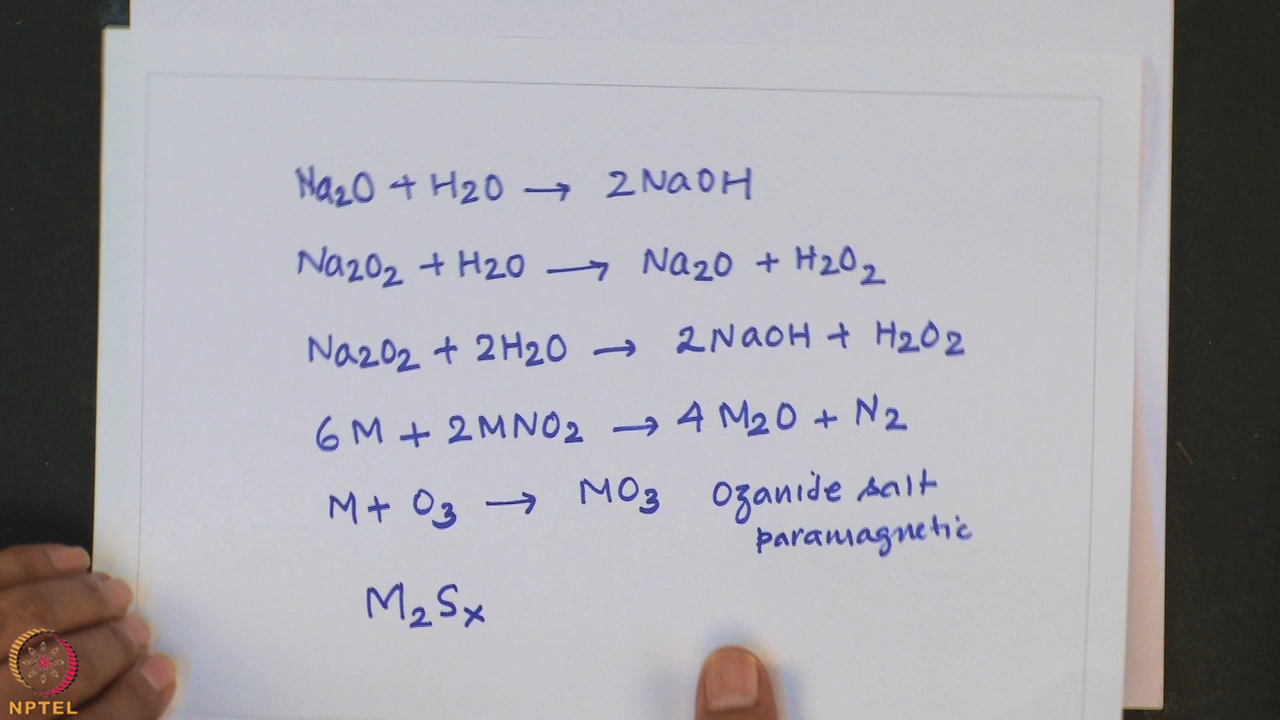 Na2O + H2O → 2NaOH
Na2O2 + H2O → Na2O + H2O2
Na2O2 + 2H2O → 2NaOH + H2O2
6M + 2MNO2 → 4M2O + N2
M + O3 → MO3 Ozanide salt
paramagnetic
M2Sx
NPTEL